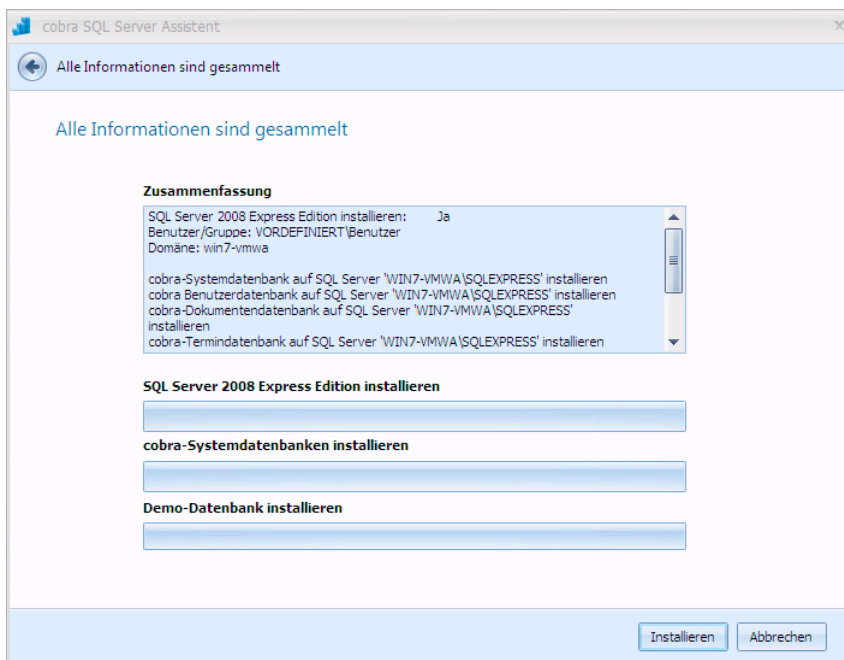 cobra SQL Server Assistent
Alle Informationen sind gesammelt
Alle Informationen sind gesammelt
Zusammenfassung
SQL Server 2008 Express Edition installieren: Ja
Benutzer/Gruppe: VORDEFINIERT\Benutzer
Domäne: win7-vmwa
cobra-Systemdatenbank auf SQL Server 'WIN7-VMWA\SQLEXPRESS' installieren
cobra Benutzerdatenbank auf SQL Server 'WIN7-VMWA\SQLEXPRESS' installieren
cobra-Dokumentendatenbank auf SQL Server 'WIN7-VMWA\SQLEXPRESS'
installieren
cobra-Termindatenbank auf SQL Server 'WIN7-VMWA\SQLEXPRESS' installieren
SQL Server 2008 Express Edition installieren
cobra-Systemdatenbanken installieren
Demo-Datenbank installieren
Installieren
Abbrechen